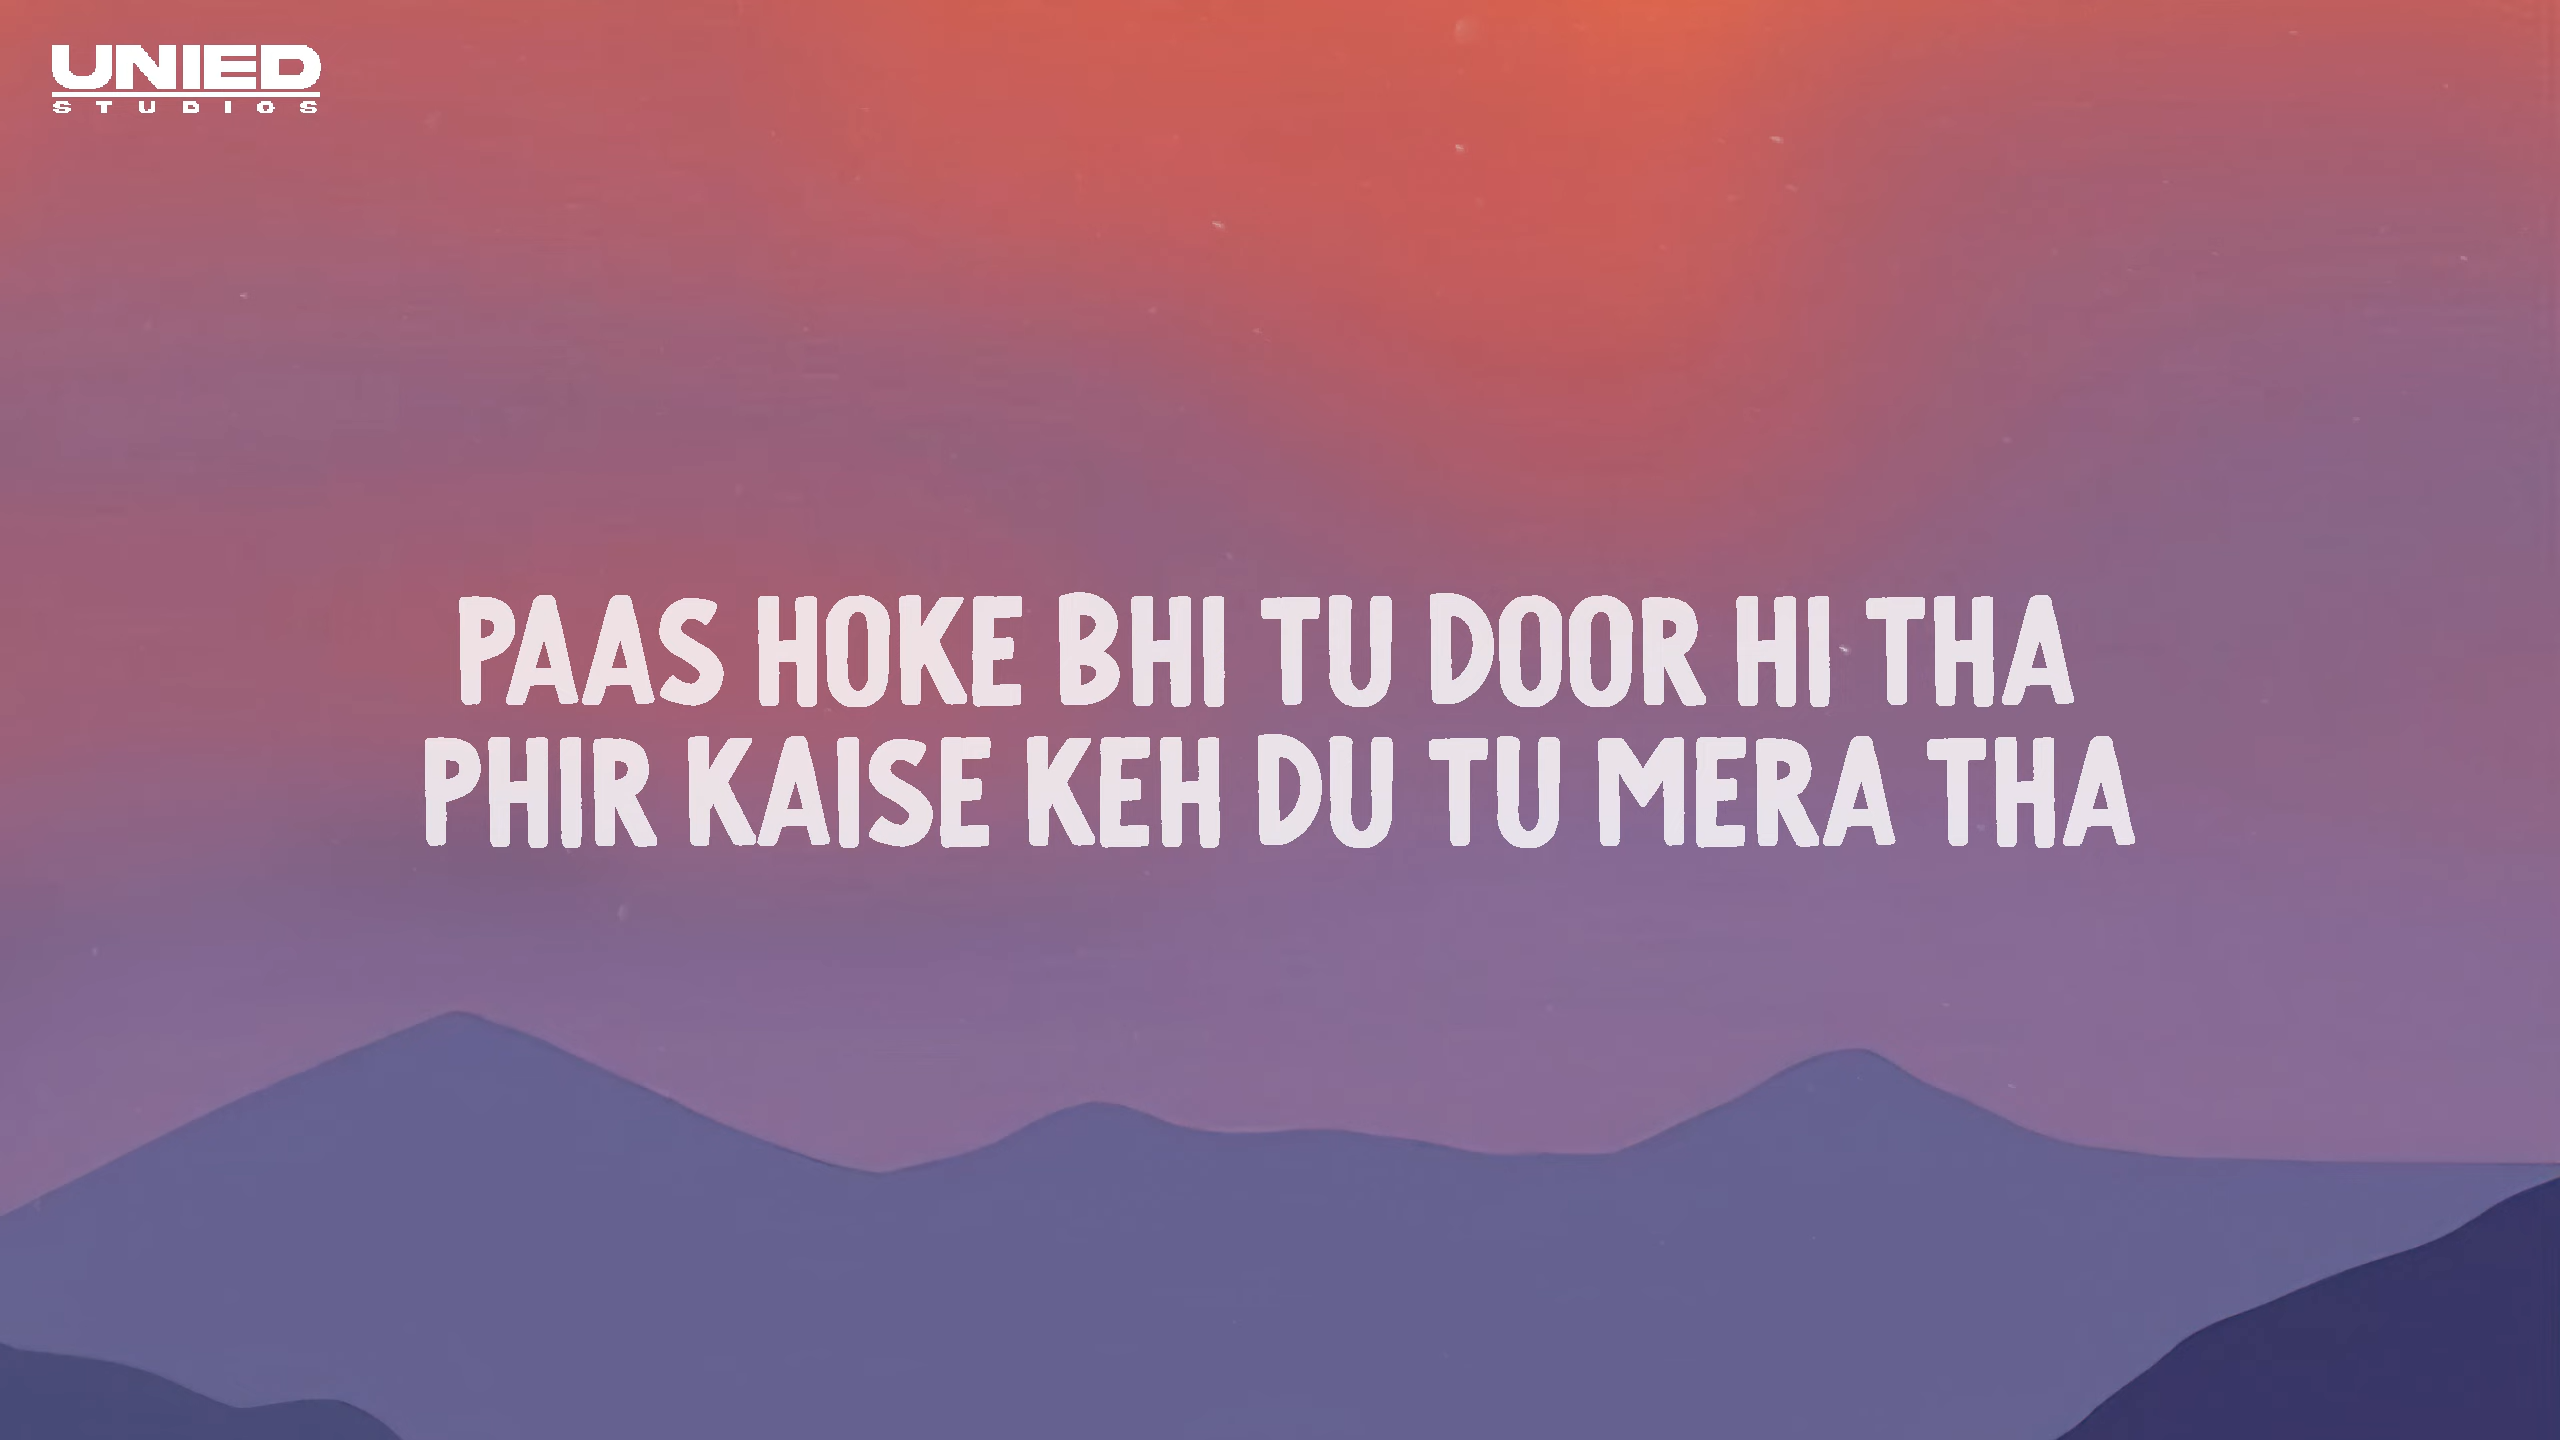 UNIED
STUDIOS
PAAS HOKE BHI TU DOOR HI THA
PHIR KAISE KEH DU TU MERA THA